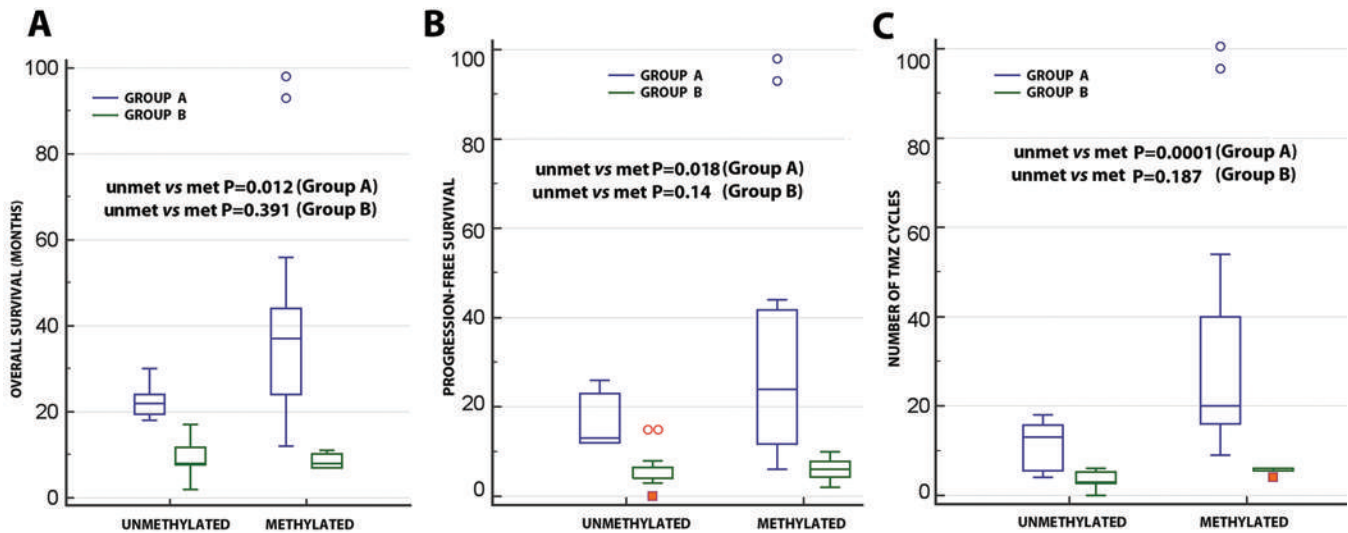 A
OVERALL SURVIVAL (MONTHS)
100
80
60
40
20
0
GROUP A
GROUP B
unmet vs met P=0.012 (Group A)
unmet vs met P=0.391 (Group B)
UNMETHYLATED METHYLATED
B
PROGRESSION-FREE SURVIVAL
100
80
60
40
20
0
GROUP A
GROUP B
unmet vs met P=0.018 (Group A)
unmet vs met P=0.14 (Group B)
UNMETHYLATED METHYLATED
C
NUMBER OF TMZ CYCLES
100
80
60
40
20
0
GROUP A
GROUP B
unmet vs met P=0.0001 (Group A)
unmet vs met P=0.187 (Group B)
UNMETHYLATED METHYLATED